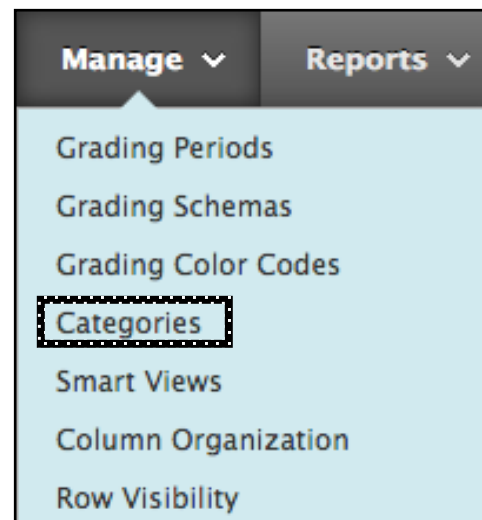 Manage Reports
Grading Periods
Grading Schemas
Grading Color Codes
Categories
Smart Views
Column Organization
Row Visibility